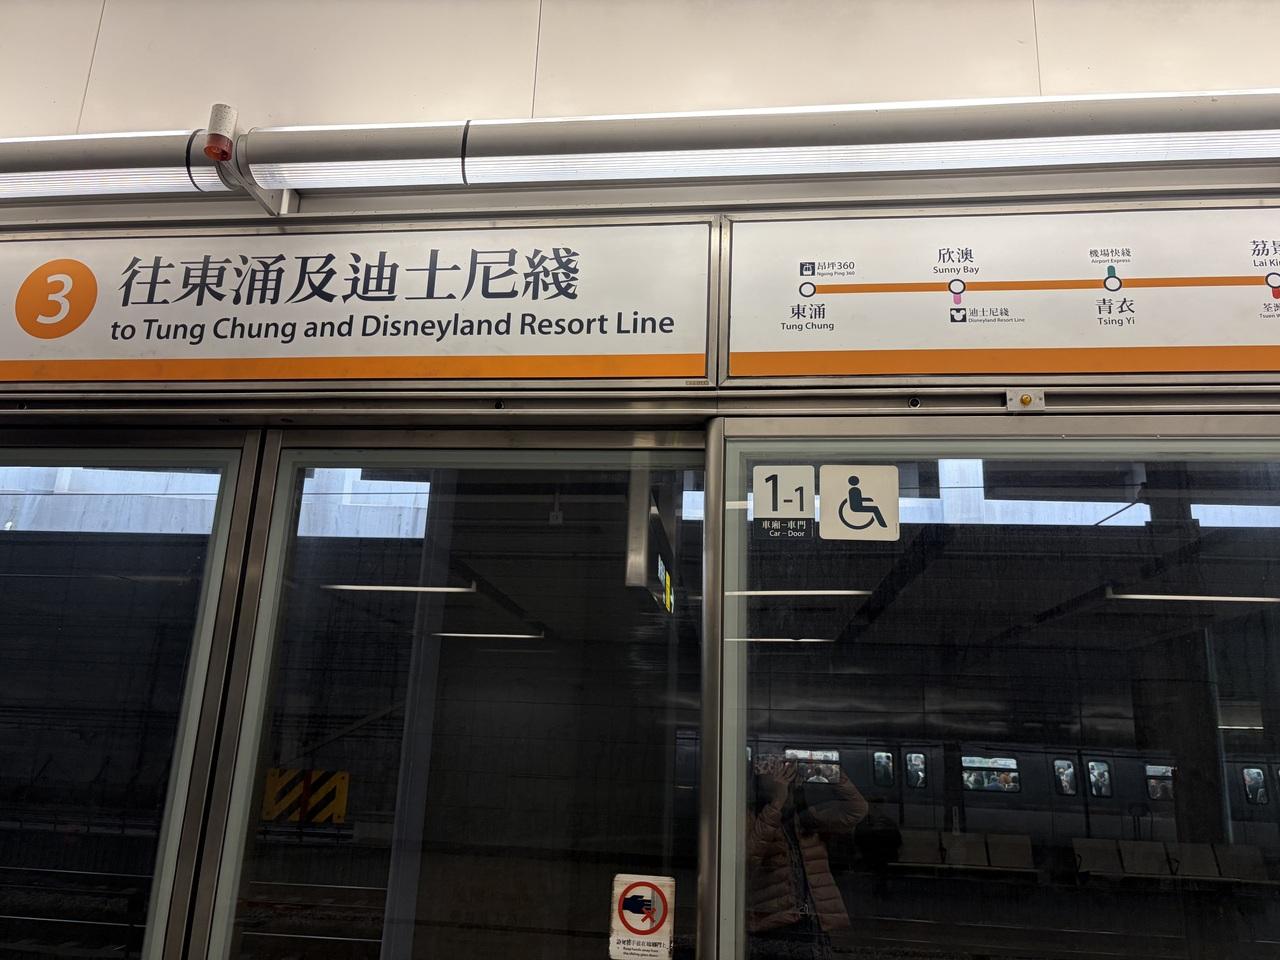 3
往東涌及迪士尼綫
to Tung Chung and Disneyland Resort Line
昂坪360
Ngong Ping 360
東涌
Tung Chung
欣澳
Sunny Bay
迪士尼綫
Disneyland Resort Line
機場快綫
Airport Express
青衣
Tsing Yi
Lai
Tsuen
1-1
車廂-車門
Car-Door